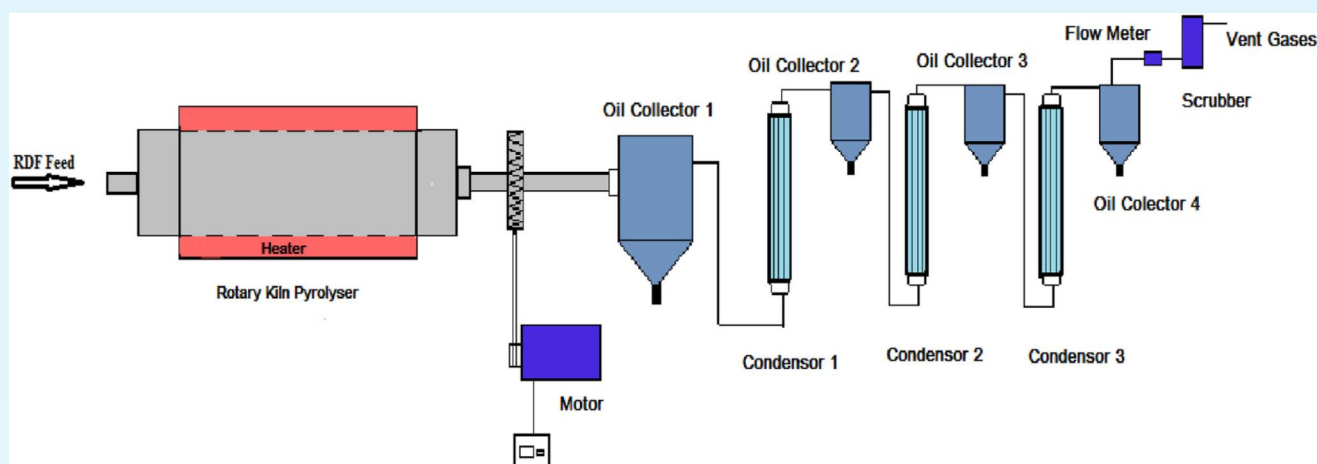 RDF Feed
Heater
Rotary Kiln Pyrolyser
Motor
Oil Collector 1
Condensor 1
Oil Collector 2
Condensor 2
Oil Collector 3
Condensor 3
Oil Colector 4
Flow Meter
Scrubber
Vent Gases